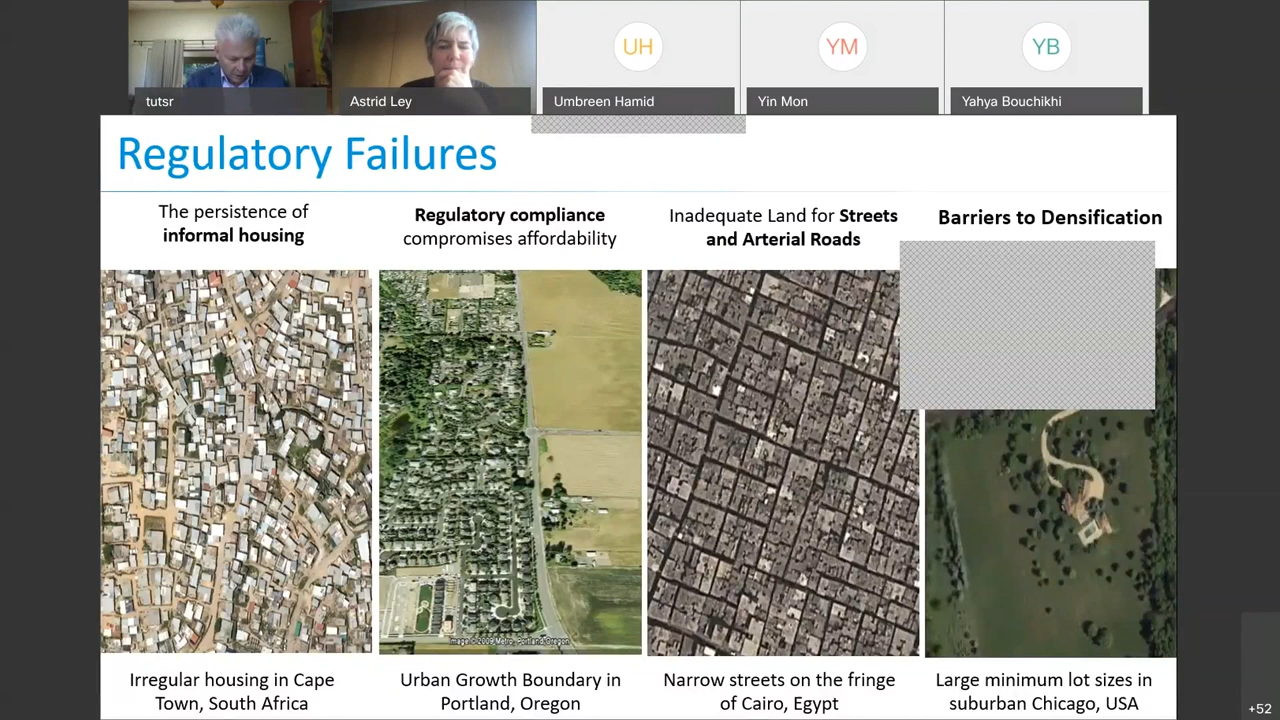 UH
YM
YB
tutsr
Astrid Ley
Umbreen Hamid
Yin Mon
Yahya Bouchikhi
Regulatory Failures
The persistence of
informal housing
Regulatory compliance
compromises affordability
Inadequate Land for Streets
and Arterial Roads
Barriers to Densification
Image © 2009 Metro, Portland Oregon
Irregular housing in Cape
Town, South Africa
Urban Growth Boundary in
Portland, Oregon
Narrow streets on the fringe
of Cairo, Egypt
Large minimum lot sizes in
suburban Chicago, USA
+52